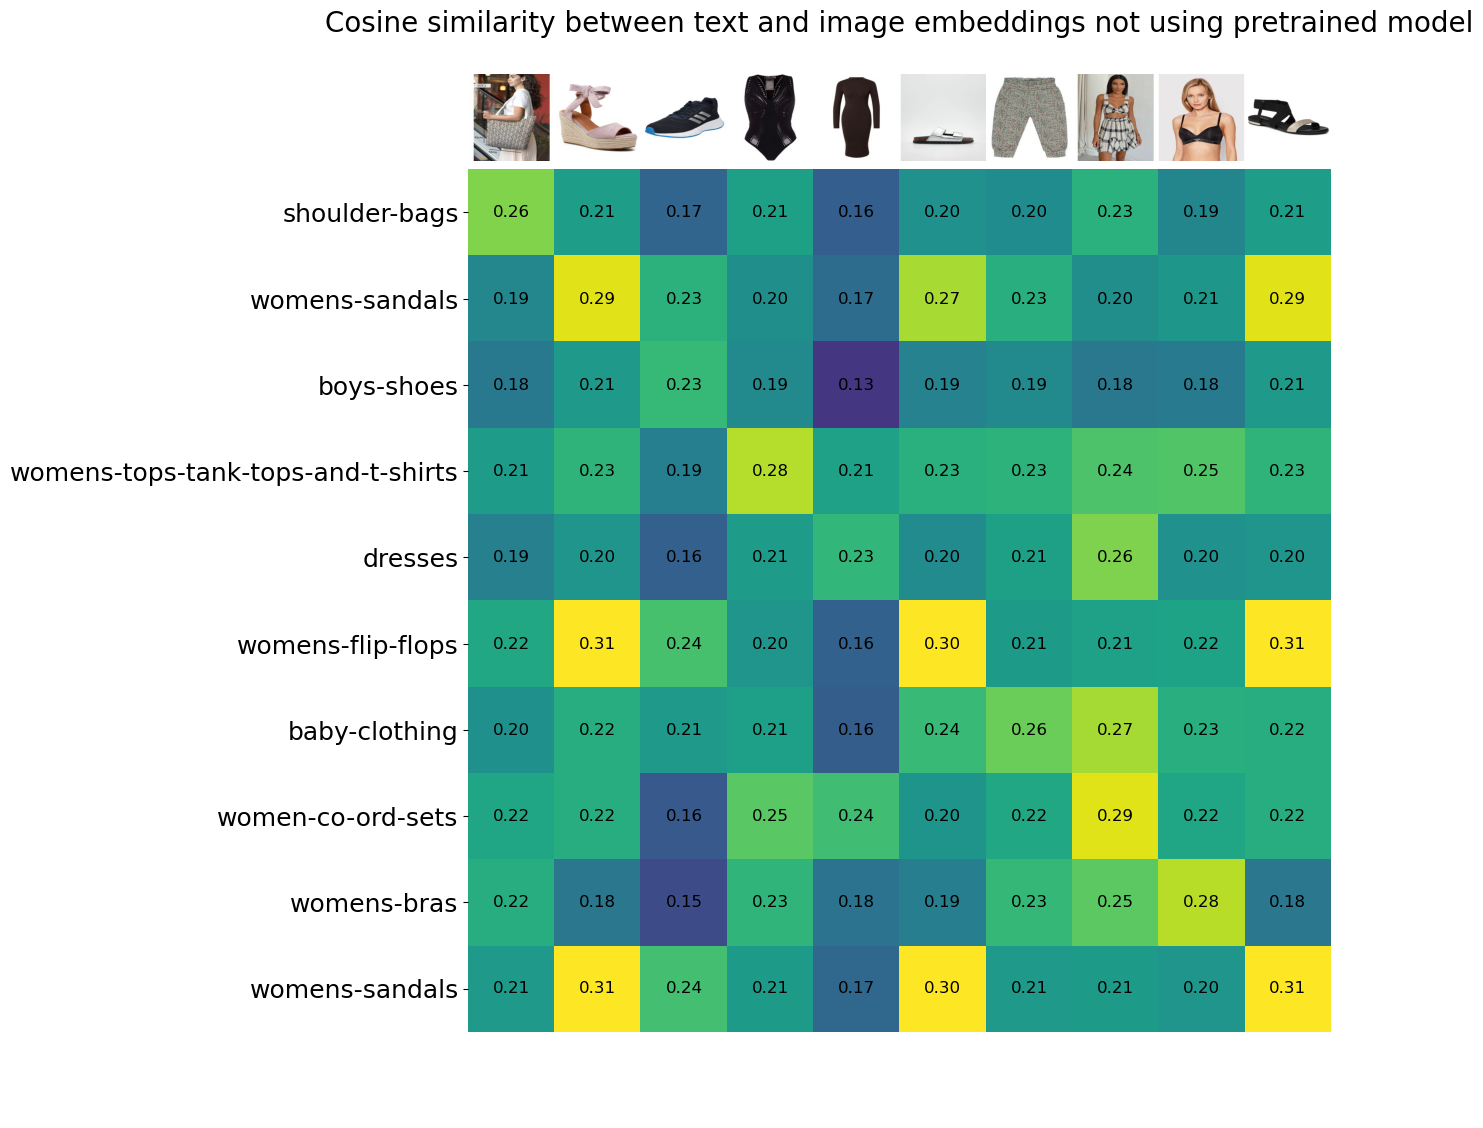 Cosine similarity between text and image embeddings not using pretrained model
shoulder-bags 0.26 0.21 0.17 0.21 0.16 0.20 0.20 0.23 0.19 0.21
womens-sandals 0.19 0.29 0.23 0.20 0.17 0.27 0.23 0.20 0.21 0.29
boys-shoes 0.18 0.21 0.23 0.19 0.13 0.19 0.19 0.18 0.18 0.21
womens-tops-tank-tops-and-t-shirts 0.21 0.23 0.19 0.28 0.21 0.23 0.23 0.24 0.25 0.23
dresses 0.19 0.20 0.16 0.21 0.23 0.20 0.21 0.26 0.20 0.20
womens-flip-flops 0.22 0.31 0.24 0.20 0.16 0.30 0.21 0.21 0.22 0.31
baby-clothing 0.20 0.22 0.21 0.21 0.16 0.24 0.26 0.27 0.23 0.22
women-co-ord-sets 0.22 0.22 0.16 0.25 0.24 0.20 0.22 0.29 0.22 0.22
womens-bras 0.22 0.18 0.15 0.23 0.18 0.19 0.23 0.25 0.28 0.18
womens-sandals 0.21 0.31 0.24 0.21 0.17 0.30 0.21 0.21 0.20 0.31